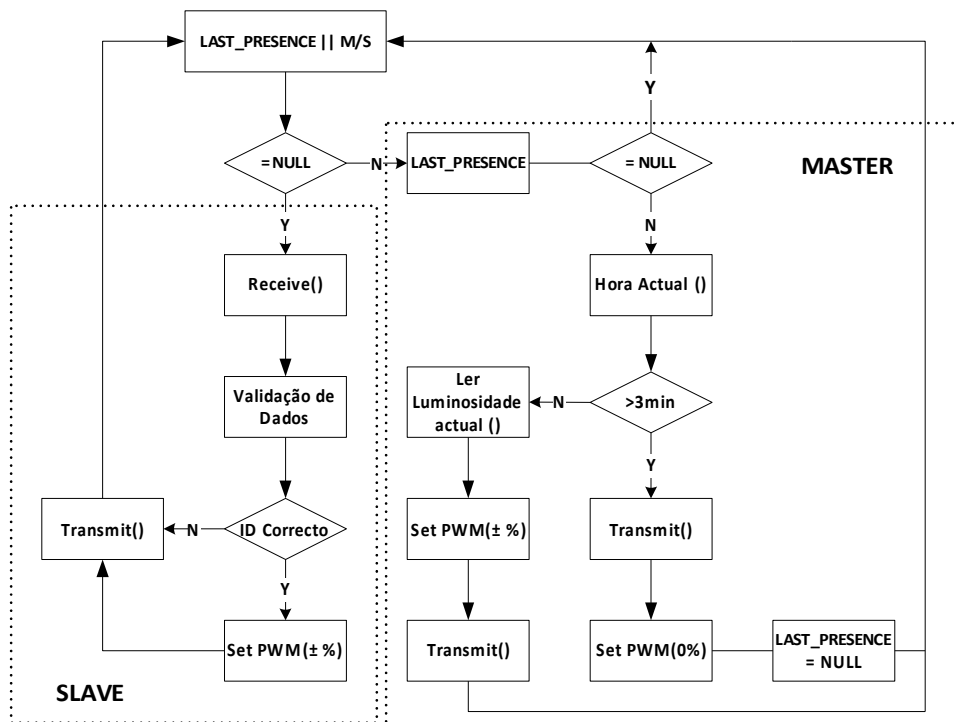 LAST_PRESENCE || M/S
Y
=NULL
N
LAST_PRESENCE
= NULL
MASTER
Y
N
Receive()
Hora Actual ()
Validação de
Dados
Ler
Luminosidade
actual ()
N
>3min
Y
Transmit()
N
ID Correcto
Set PWM(± %)
Transmit()
Y
Set PWM(± %)
Transmit()
Set PWM(0%)
LAST_PRESENCE
= NULL
SLAVE